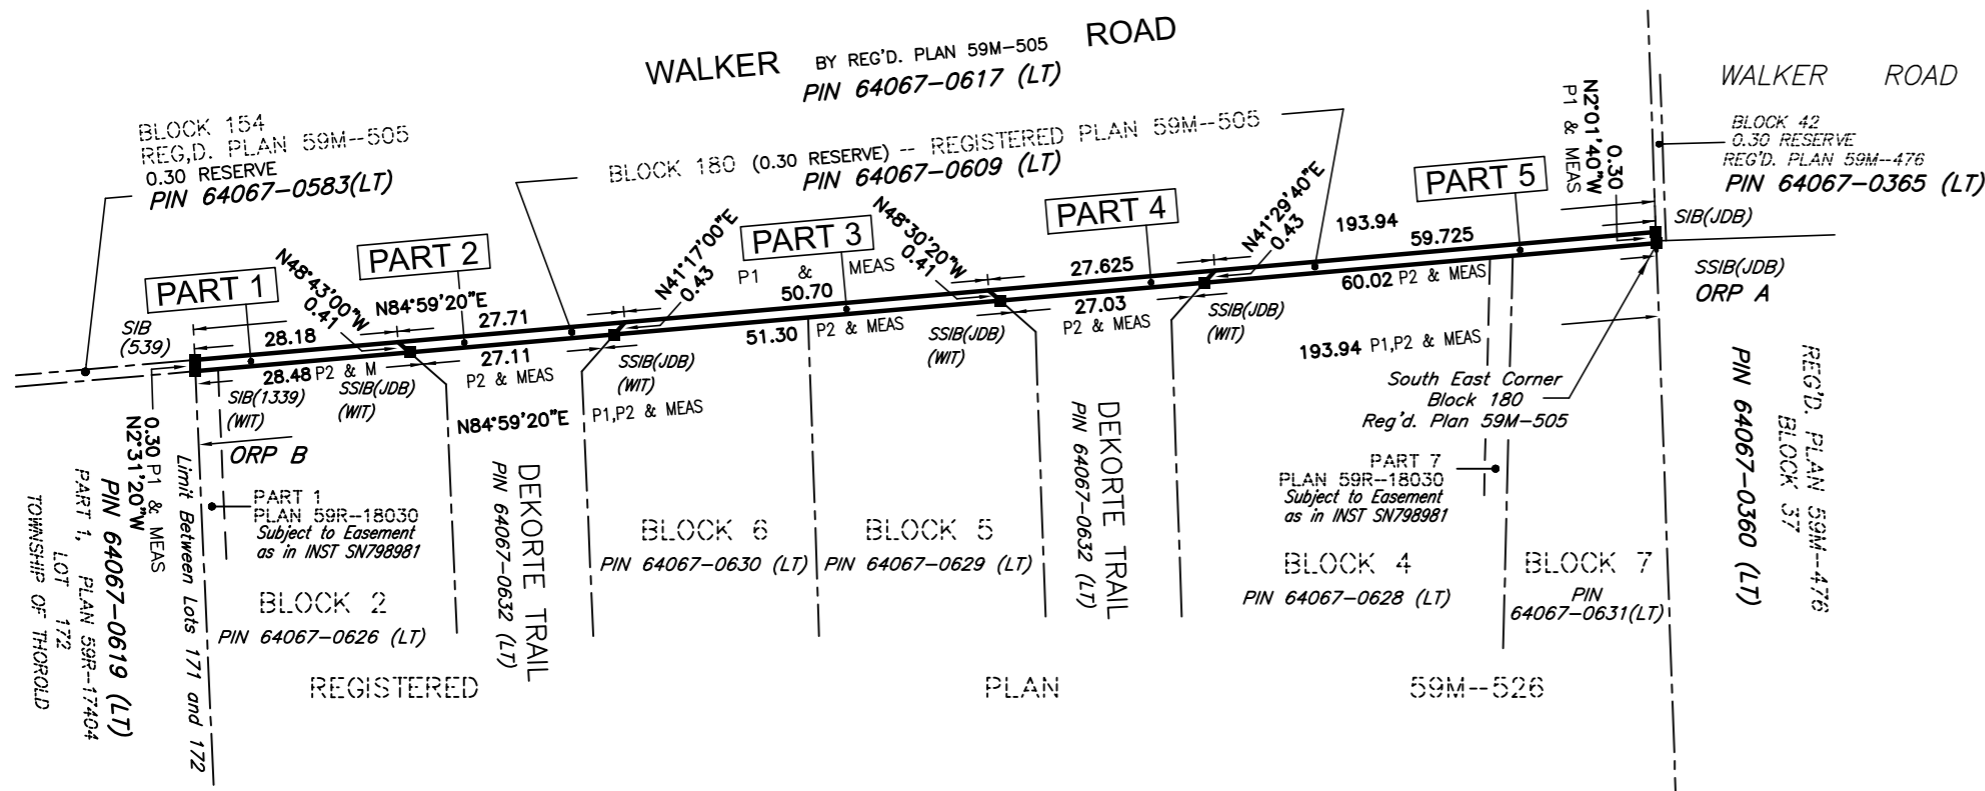 WALKER BY REG'D. PLAN 59M-505 ROAD
PIN 64067-0617 (LT)
WALKER ROAD
BLOCK 42
0.30 RESERVE
REG'D. PLAN 59M--476
PIN 64067-0365 (LT)
BLOCK 154
REG,D. PLAN 59M--505
0.30 RESERVE
PIN 64067-0583(LT)
BLOCK 180 (0.30 RESERVE) -- REGISTERED PLAN 59M--505
PIN 64067-0609 (LT)
N2°01'40"W
P1 & MEAS
0.30
PART 1
PART 2
PART 3
PART 4
PART 5
N48°43'00"W
0.41
N84°59'20"E
N41°17'00"E
0.43
P1 & MEAS
N48°30'20"W
0.41
N41°29'40"E
0.43
193.94
SIB(JDB)
SIB
(539)
28.18
27.71
50.70
27.625
59.725
28.48 P2 & M
27.11
P2 & MEAS
51.30 P2 & MEAS
27.03
P2 & MEAS
60.02 P2 & MEAS
SSIB(JDB)
ORP A
SIB(1339)
(WIT)
SSIB(JDB)
(WIT)
SSIB(JDB)
(WIT)
SSIB(JDB)
(WIT)
SSIB(JDB)
(WIT)
193.94 P1,P2 & MEAS
N84°59'20"E P1,P2 & MEAS
South East Corner
Block 180
Reg'd. Plan 59M-505
0.30 P1 & MEAS
N2°31'20"W
ORP B
Limit Between Lots 171 and 172
PIN 64067-0619 (LT)
PART 1, PLAN 59R--17404
LOT 172
TOWNSHIP OF THOROLD
PART 1
PLAN 59R--18030
Subject to Easement
as in INST SN798981
BLOCK 2
PIN 64067-0626 (LT)
DEKORTE TRAIL
PIN 64067-0632 (LT)
BLOCK 6
PIN 64067-0630 (LT)
BLOCK 5
PIN 64067-0629 (LT)
DEKORTE TRAIL
PIN 64067-0632 (LT)
PART 7
PLAN 59R--18030
Subject to Easement
as in INST SN798981
BLOCK 4
PIN 64067-0628 (LT)
BLOCK 7
PIN
64067-0631(LT)
REG'D. PLAN 59M--476
BLOCK 37
PIN 64067-0360 (LT)
REGISTERED PLAN 59M--526